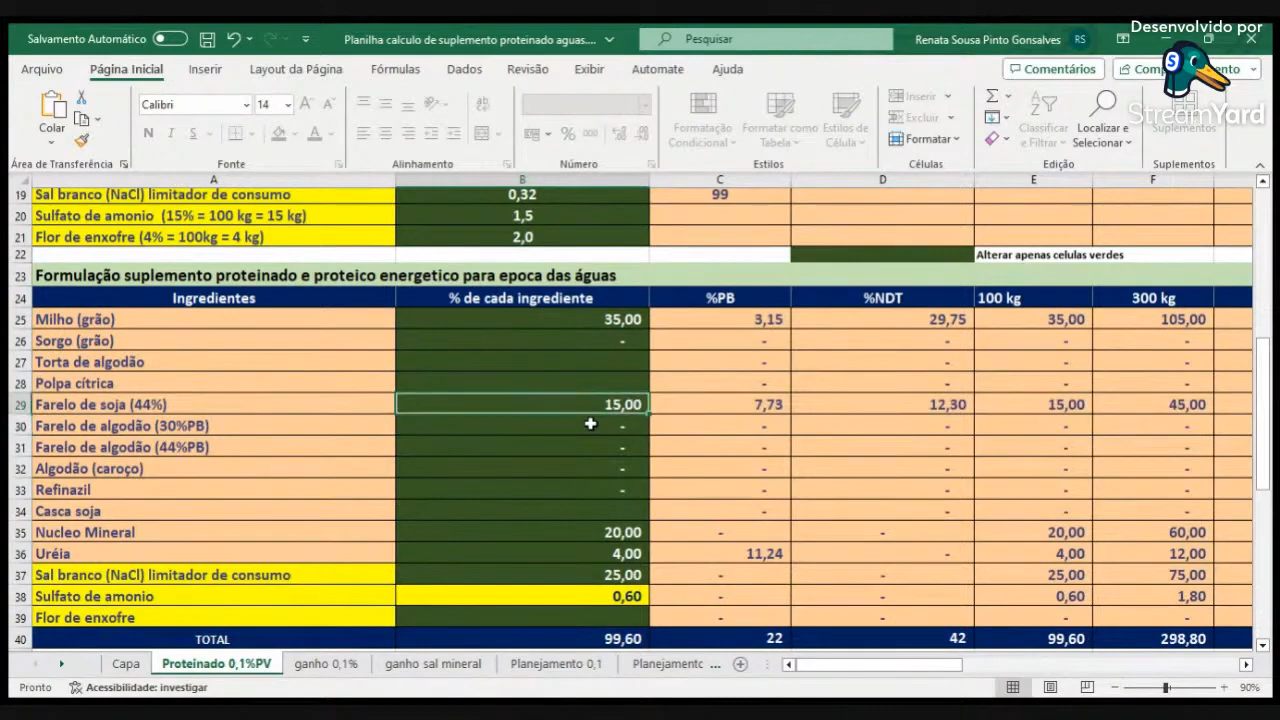 Desenvolvido por
StreamYard
Salvamento Automático
Planilha calculo de suplemento proteinado aguas....
Pesquisar
Renata Sousa Pinto Gonsalves RS
Arquivo Página Inicial Inserir Layout da Página Fórmulas Dados Revisão Exibir Automate Ajuda Comentários
Colar
Calibri 14
N I S
Inserir
Excluir
Formatar
Formatação Condicional
Formatar como Tabela
Estilos de Célula
Classificar e Filtrar
Localizar e Selecionar
Suplementos
Área de Transferência Fonte Alinhamento Número Estilos Células Edição Suplementos
A B C D E F
19 Sal branco (NaCl) limitador de consumo 0,32 99
20 Sulfato de amonio (15% = 100 kg = 15 kg) 1,5
21 Flor de enxofre (4% = 100kg = 4 kg) 2,0
22 Alterar apenas celulas verdes
23 Formulação suplemento proteinado e proteico energetico para epoca das águas
24 Ingredientes % de cada ingrediente %PB %NDT 100 kg 300 kg
25 Milho (grão) 35,00 3,15 29,75 35,00 105,00
26 Sorgo (grão) - - - - -
27 Torta de algodão - - - -
28 Polpa cítrica - - - -
29 Farelo de soja (44%) 15,00 7,73 12,30 15,00 45,00
30 Farelo de algodão (30%PB) - - - - -
31 Farelo de algodão (44%PB) - - - - -
32 Algodão (caroço) - - - - -
33 Refinazil - - - - -
34 Casca soja - - - -
35 Nucleo Mineral 20,00 - - 20,00 60,00
36 Uréia 4,00 11,24 - 4,00 12,00
37 Sal branco (NaCl) limitador de consumo 25,00 - - 25,00 75,00
38 Sulfato de amonio 0,60 - - 0,60 1,80
39 Flor de enxofre - - - -
40 TOTAL 99,60 22 42 99,60 298,80
Capa Proteinado 0,1%PV ganho 0,1% ganho sal mineral Planejamento 0,1 Planejamento ...
Pronto Acessibilidade: investigar 90%